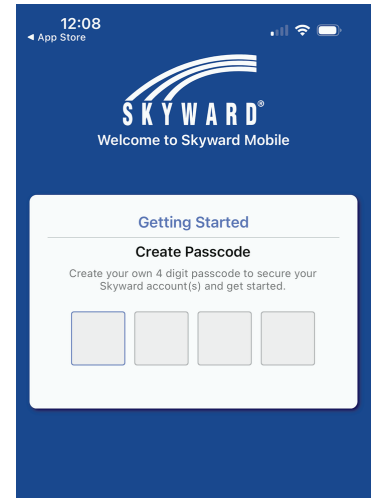 12:08
◀ App Store
SKYWARD®
Welcome to Skyward Mobile
Getting Started
Create Passcode
Create your own 4 digit passcode to secure your
Skyward account(s) and get started.